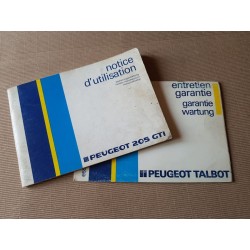 notice
d'utilisation
PEUGEOT 205 GTI
entretien
garantie
garantie
wartung
PEUGEOT TALBOT